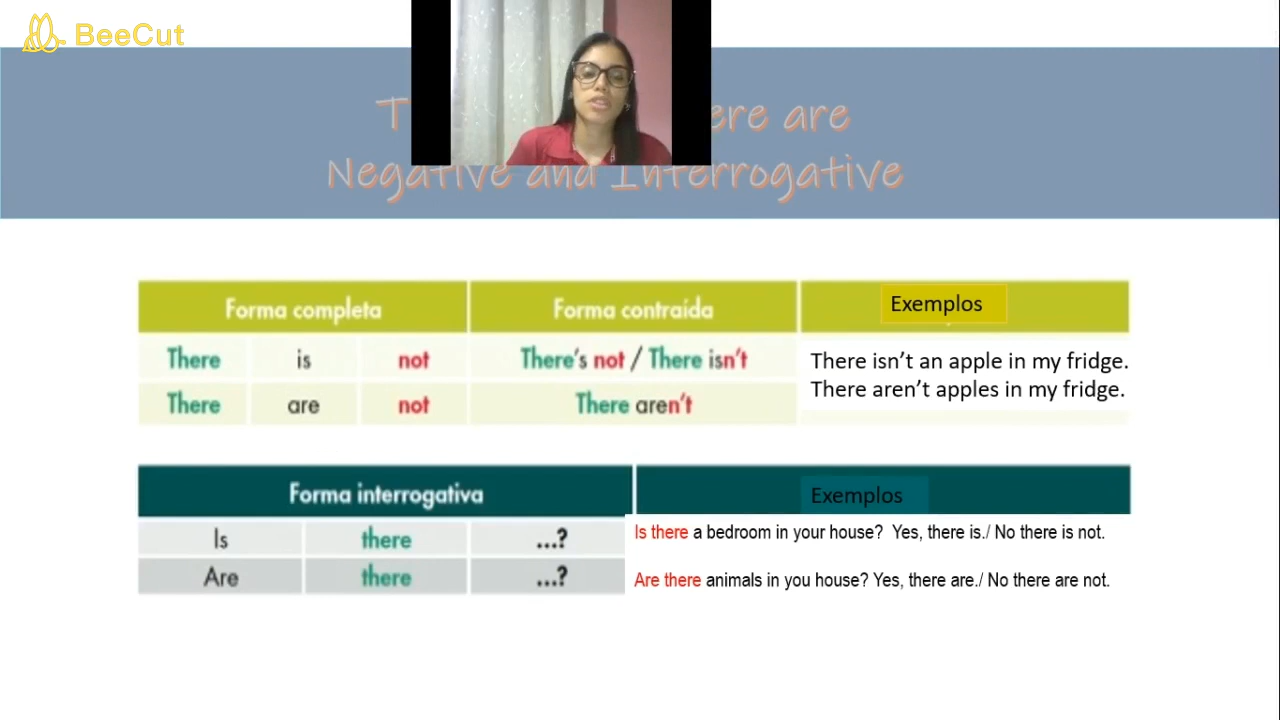 BeeCut
ere are
Negative and Interrogative
Forma completa Forma contraída Exemplos
There is not There's not / There isn't There isn't an apple in my fridge.
There are not There aren't There aren't apples in my fridge.
Forma interrogativa Exemplos
Is there ...? Is there a bedroom in your house? Yes, there is./ No there is not.
Are there ...? Are there animals in you house? Yes, there are./ No there are not.